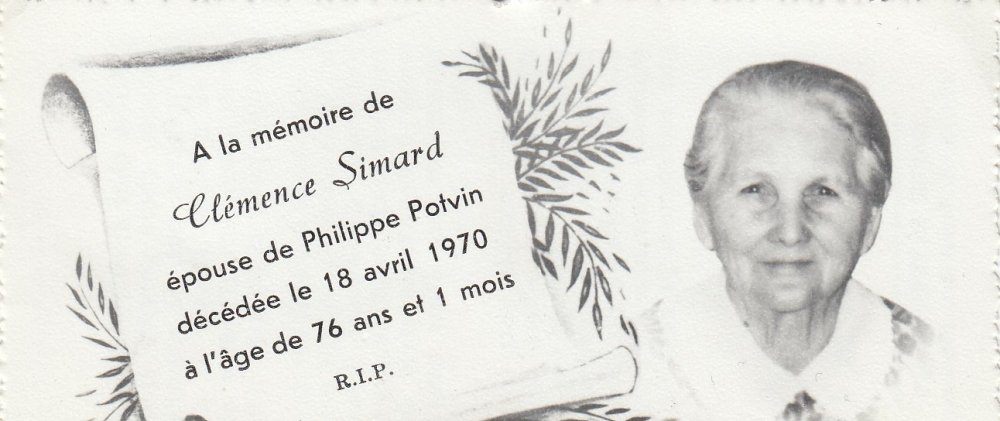 A la mémoire de
Clémence Simard
épouse de Philippe Potvin
décédée le 18 avril 1970
à l'âge de 76 ans et 1 mois
R.I.P.